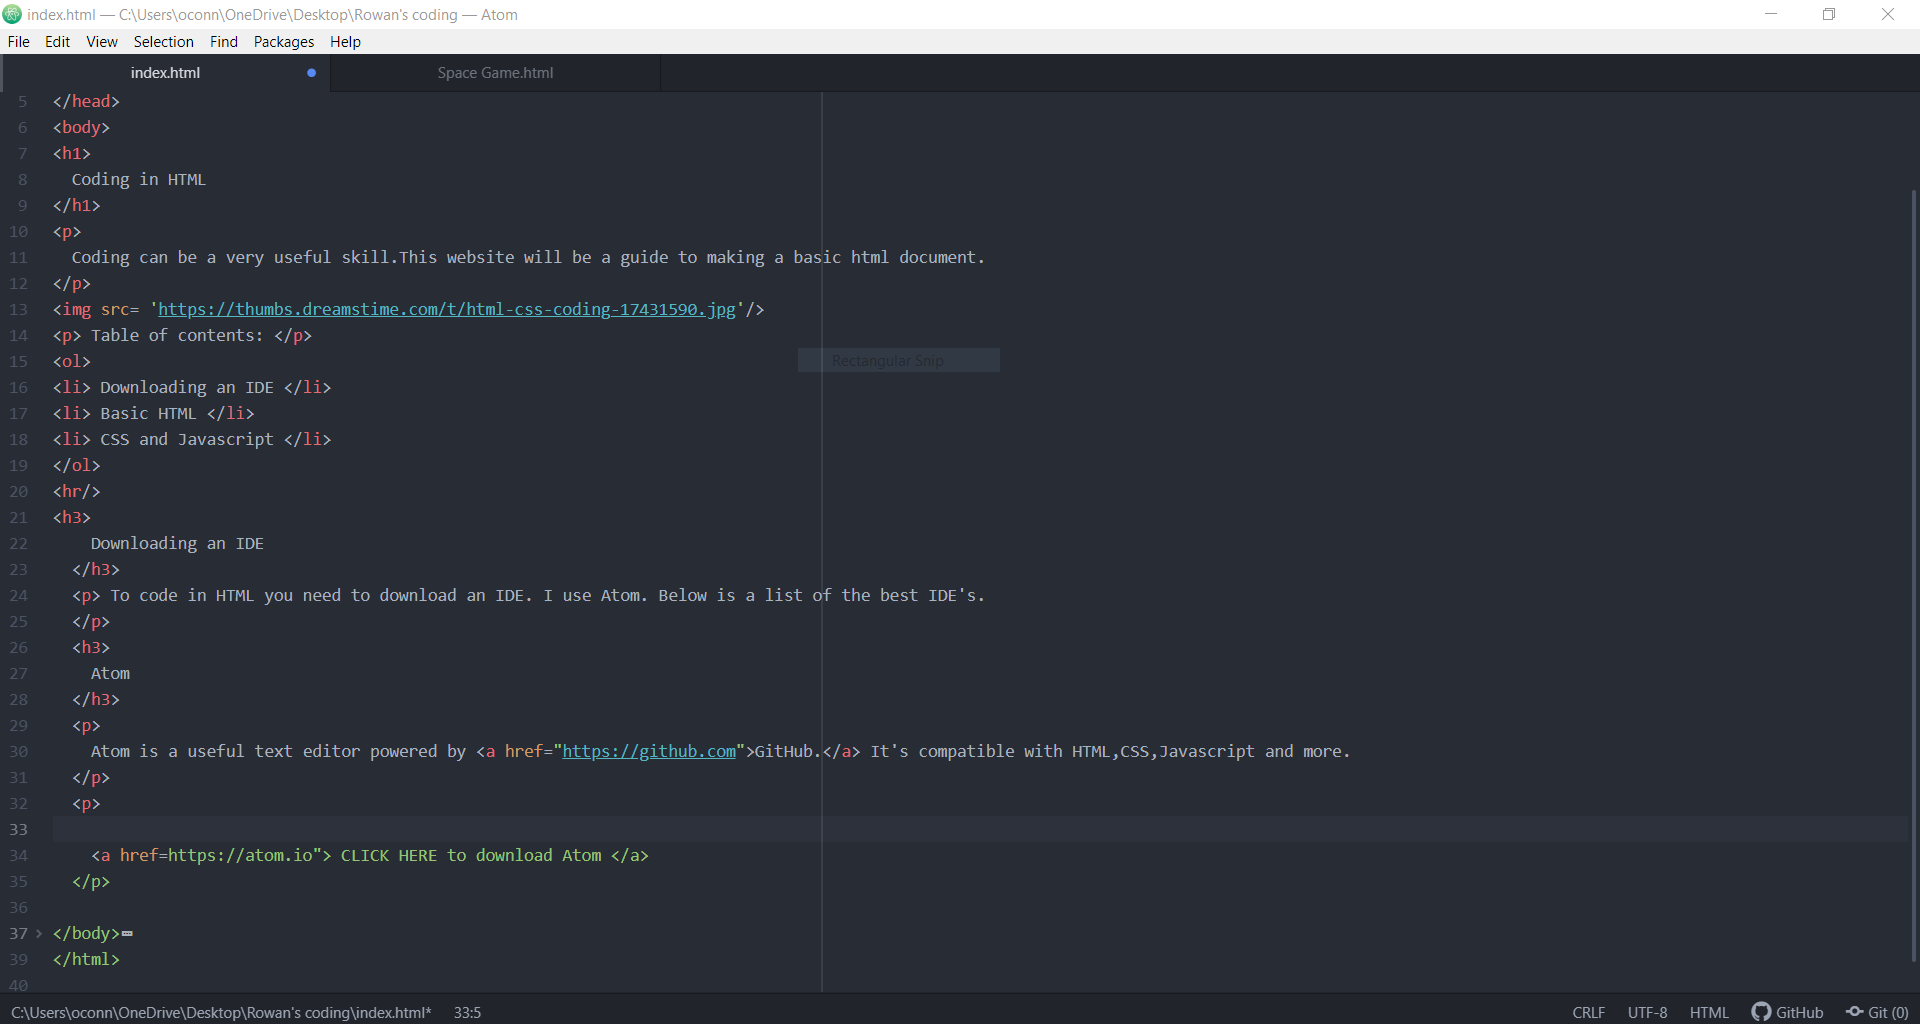 index.html — C:\Users\oconn\OneDrive\Desktop\Rowan's coding — Atom
File Edit View Selection Find Packages Help
index.html Space Game.html
5 </head>
6 <body>
7 <h1>
8 Coding in HTML
9 </h1>
10 <p>
11 Coding can be a very useful skill.This website will be a guide to making a basic html document.
12 </p>
13 <img src= 'https://thumbs.dreamstime.com/t/html-css-coding-17431590.jpg'/>
14 <p> Table of contents: </p>
15 <ol>
Rectangular Snip
16 <li> Downloading an IDE </li>
17 <li> Basic HTML </li>
18 <li> CSS and Javascript </li>
19 </ol>
20 <hr/>
21 <h3>
22 Downloading an IDE
23 </h3>
24 <p> To code in HTML you need to download an IDE. I use Atom. Below is a list of the best IDE's.
25 </p>
26 <h3>
27 Atom
28 </h3>
29 <p>
30 Atom is a useful text editor powered by <a href="https://github.com">GitHub.</a> It's compatible with HTML,CSS,Javascript and more.
31 </p>
32 <p>
33
34 <a href=https://atom.io"> CLICK HERE to download Atom </a>
35 </p>
36
37 </body>
39 </html>
40
C:\Users\oconn\OneDrive\Desktop\Rowan's coding\index.html* 33:5 CRLF UTF-8 HTML GitHub Git (0)